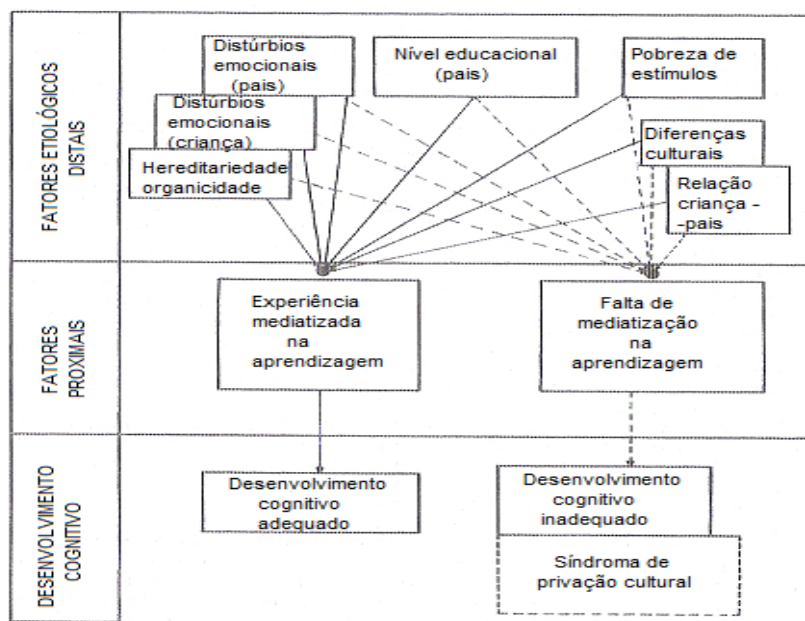 FATORES ETIOLÓGICOS
DISTAIS
Distúrbios
emocionais
(pais)
Nível educacional
(pais)
Pobreza de
estímulos
Distúrbios
emocionais
(criança)
Diferenças
culturais
Hereditariedade
organicidade
Relação
criança -
-pais
FATORES
PROXIMAIS
Experiência
mediatizada
na
aprendizagem
Falta de
mediatização
na
aprendizagem
DESENVOLVIMENTO
COGNITIVO
Desenvolvimento
cognitivo
adequado
Desenvolvimento
cognitivo
inadequado
Síndroma de
privação cultural